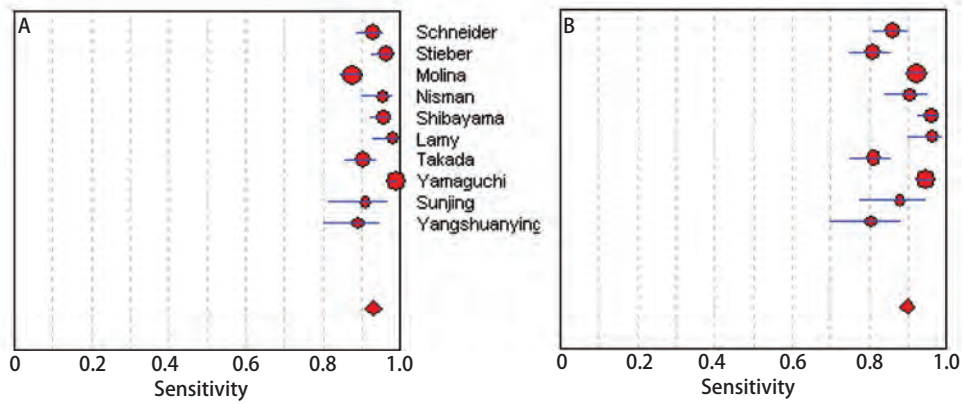 A
Schneider
Stieber
Molina
Nisman
Shibayama
Lamy
Takada
Yamaguchi
Sunjing
Yangshuanying
0 0.2 0.4 0.6 0.8 1.0
Sensitivity
B
0 0.2 0.4 0.6 0.8 1.0
Sensitivity